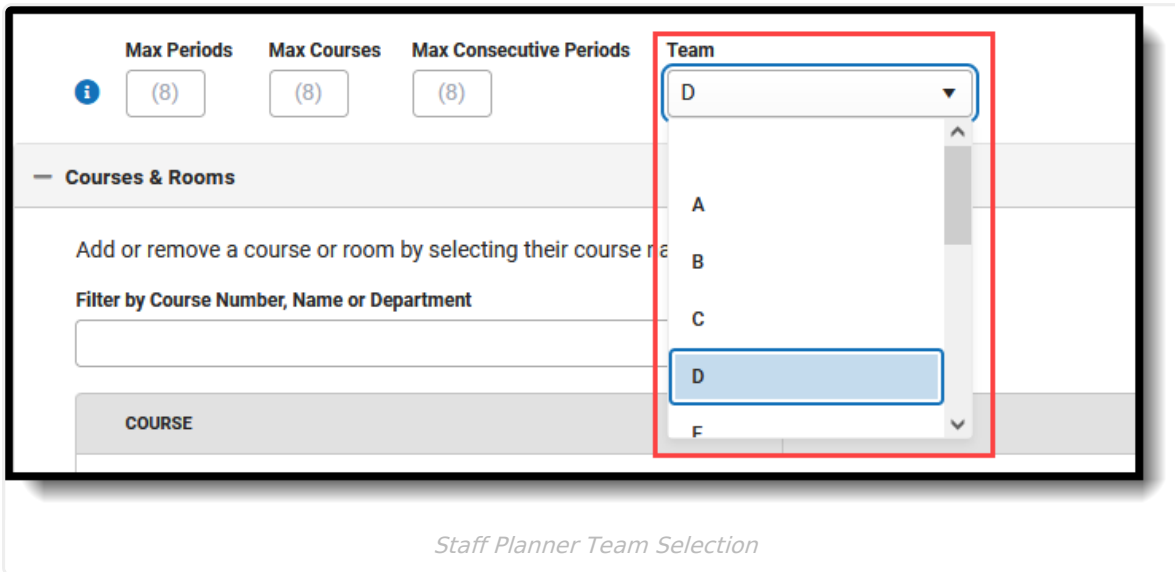 Max Periods Max Courses Max Consecutive Periods Team
i (8) (8) (8) D
Courses & Rooms
A
Add or remove a course or room by selecting their course na
B
Filter by Course Number, Name or Department
C
D
COURSE
Staff Planner Team Selection